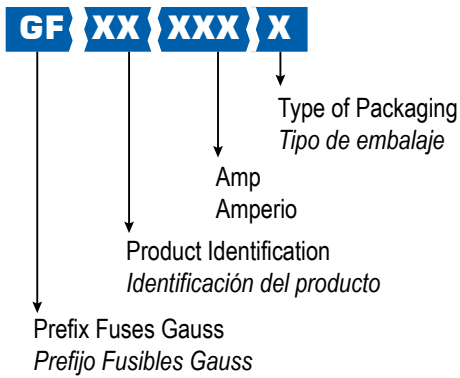 GF XX XXX X
Type of Packaging
Tipo de embalaje
Amp
Amperio
Product Identification
Identificación del producto
Prefix Fuses Gauss
Prefijo Fusibles Gauss